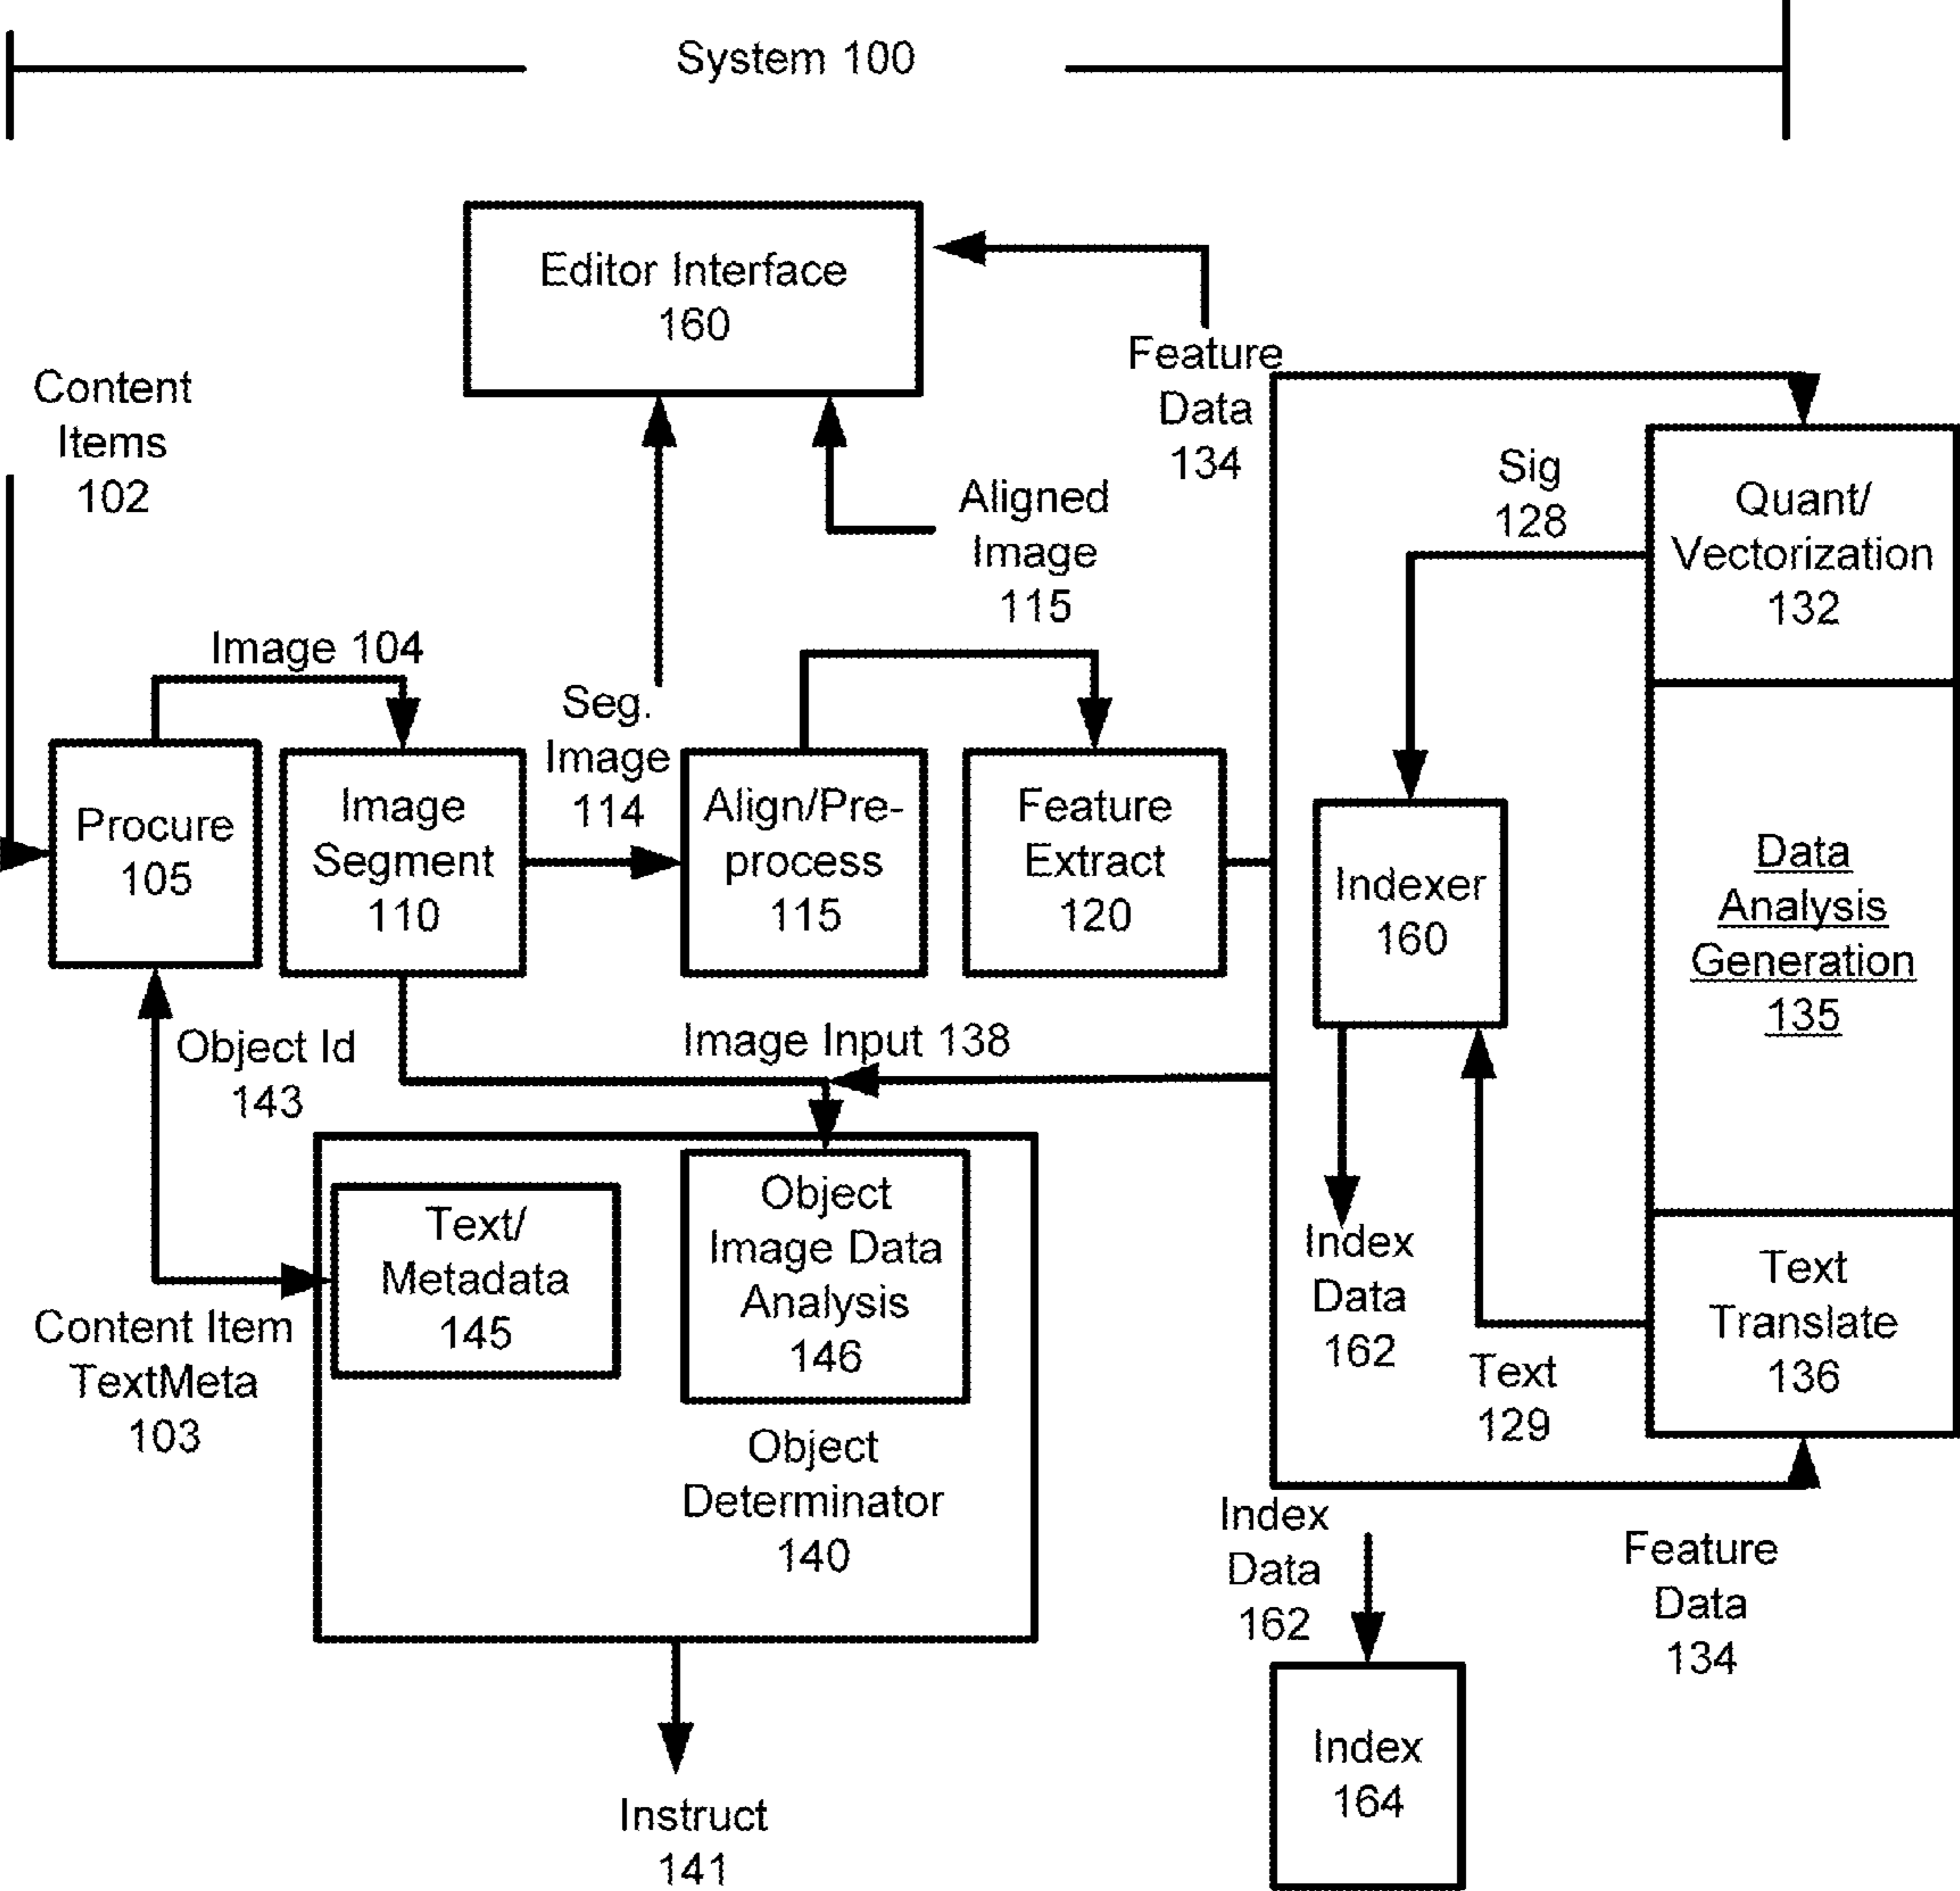 System 100
Editor Interface
160
Feature
Data
134
Content
Items
102
Aligned
Image
115
Sig
128
Quant/
Vectorization
132
Image 104
Seg.
Image
114
Procure
105
Image
Segment
110
Align/Pre-
process
115
Feature
Extract
120
Indexer
160
Data
Analysis
Generation
135
Object Id
143
Image Input 138
Text/
Metadata
145
Object
Image Data
Analysis
146
Content Item
TextMeta
103
Object
Determinator
140
Index
Data
162
Text
129
Text
Translate
136
Index
Data
162
Feature
Data
134
Index
164
Instruct
141